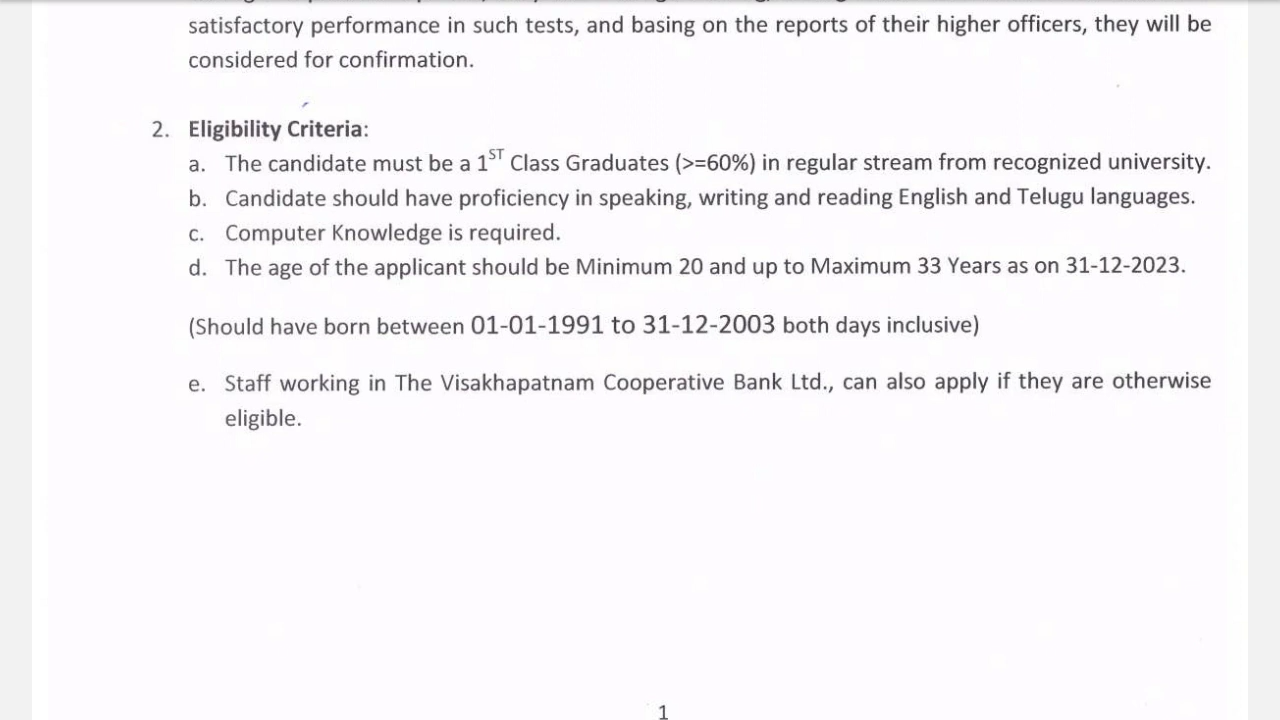 satisfactory performance in such tests, and basing on the reports of their higher officers, they will be
considered for confirmation.
2. Eligibility Criteria:
a. The candidate must be a 1ST Class Graduates (>=60%) in regular stream from recognized university.
b. Candidate should have proficiency in speaking, writing and reading English and Telugu languages.
c. Computer Knowledge is required.
d. The age of the applicant should be Minimum 20 and up to Maximum 33 Years as on 31-12-2023.
(Should have born between 01-01-1991 to 31-12-2003 both days inclusive)
e. Staff working in The Visakhapatnam Cooperative Bank Ltd., can also apply if they are otherwise
eligible.
1